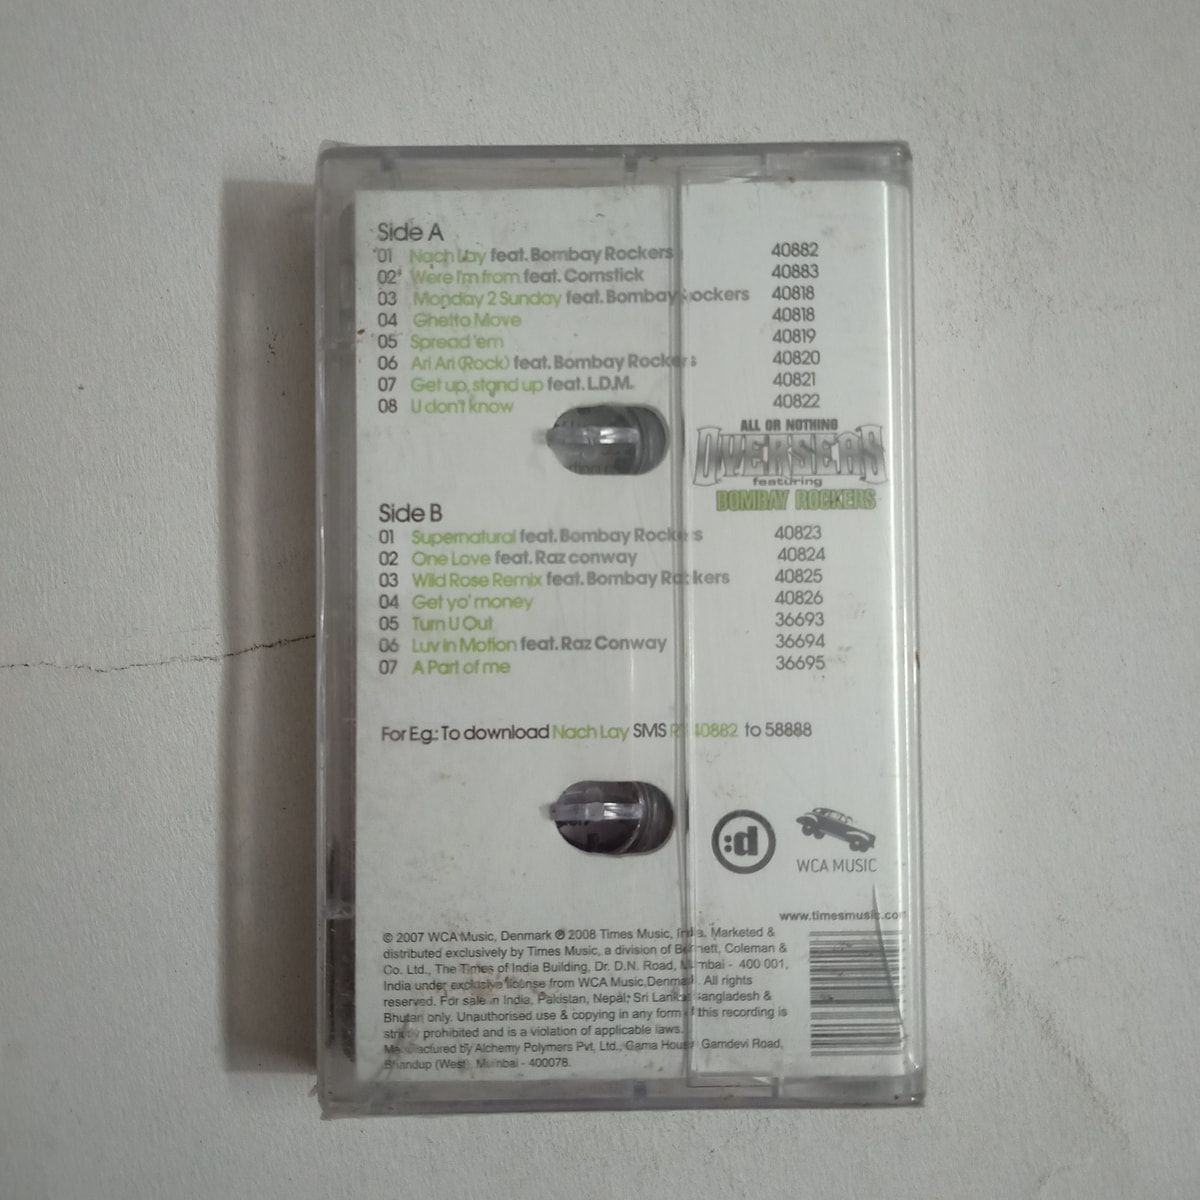 Side A
01 Nach Lay feat. Bombay Rockers 40882
02 Were I'm from feat. Cornstick 40883
03 Monday 2 Sunday feat. Bombay Rockers 40818
04 Ghetto Move 40818
05 Spread 'em 40819
06 Ari Ari (Rock) feat. Bombay Rockers 40820
07 Get up, stand up feat. I.D.M. 40821
08 U don't know 40822
ALL OR NOTHING
OVERSEAS
featuring
BOMBAY ROCKERS
Side B
01 Supernatural feat. Bombay Rockers 40823
02 One Love feat. Raz conway 40824
03 Wild Rose Remix feat. Bombay Rockers 40825
04 Get yo' money 40826
05 Turn U Out 36693
06 Luv in Motion feat. Raz Conway 36694
07 A Part of me 36695
For E.g.: To download Nach Lay SMS RT 40882 to 58888
:d
WCA MUSIC
www.timesmusic.com
© 2007 WCA Music, Denmark ℗ 2008 Times Music, India. Marketed &
distributed exclusively by Times Music, a division of Bennett, Coleman &
Co. Ltd., The Times of India Building, Dr. D.N. Road, Mumbai - 400 001,
India under exclusive license from WCA Music, Denmark. All rights
reserved. For sale in India, Pakistan, Nepal, Sri Lanka, Bangladesh &
Bhutan only. Unauthorised use & copying in any form of this recording is
strictly prohibited and is a violation of applicable laws.
Manufactured by Alchemy Polymers Pvt. Ltd., Gama House, Gamdevi Road,
Bhandup (West), Mumbai - 400078.